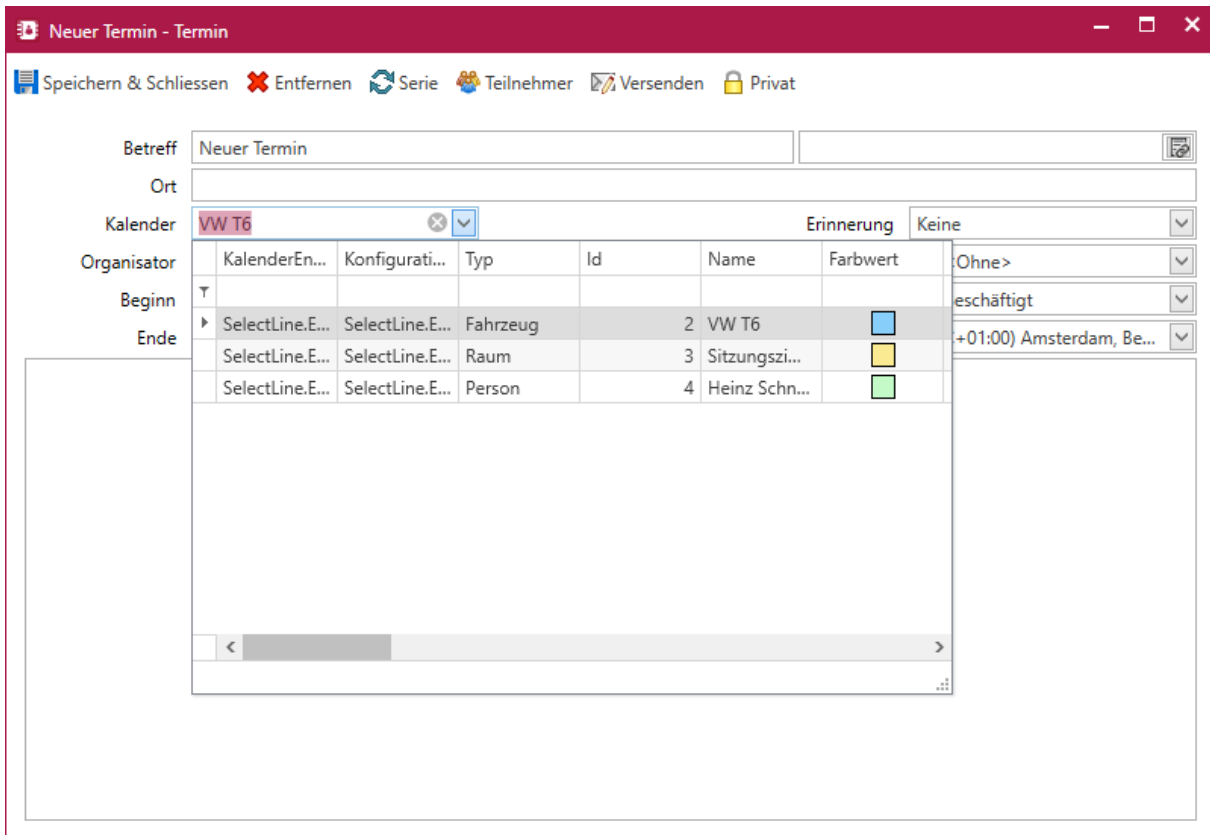 Neuer Termin - Termin
Speichern & Schliessen Entfernen Serie Teilnehmer Versenden Privat
Betreff Neuer Termin
Ort
Kalender VW T6 Erinnerung Keine
Organisator <Ohne>
Beginn eschäftigt
Ende +01:00) Amsterdam, Be...
KalenderEn... Konfigurati... Typ Id Name Farbwert
SelectLine.E... SelectLine.E... Fahrzeug 2 VW T6
SelectLine.E... SelectLine.E... Raum 3 Sitzungszi...
SelectLine.E... SelectLine.E... Person 4 Heinz Schn...